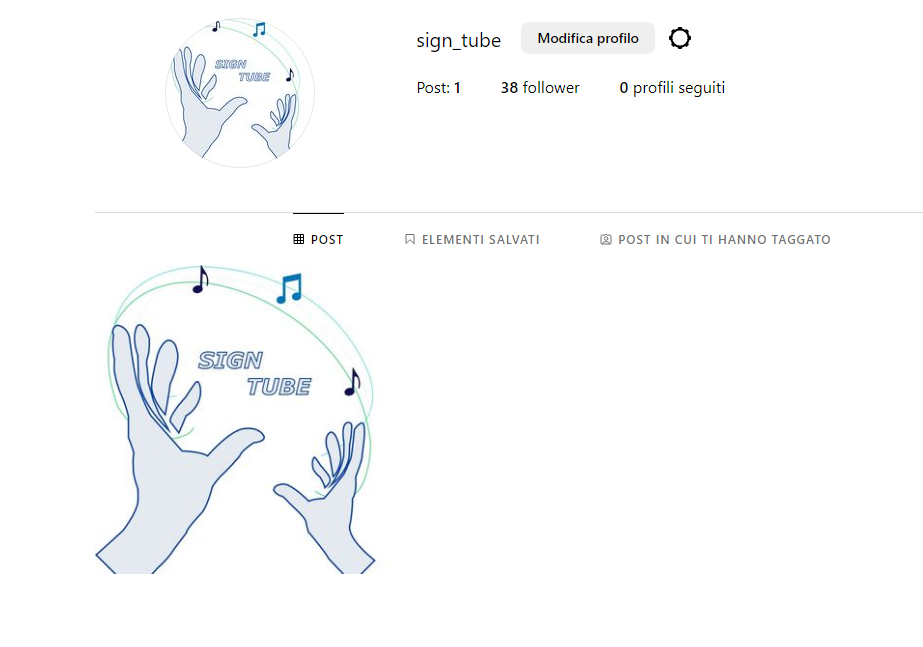 SIGN
TUBE
sign_tube Modifica profilo
Post: 1 38 follower 0 profili seguiti
POST ELEMENTI SALVATI POST IN CUI TI HANNO TAGGATO
SIGN
TUBE